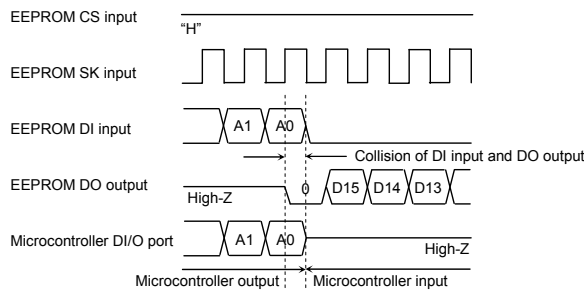 EEPROM CS input
“H”
EEPROM SK input
EEPROM DI input
A1 A0
Collision of DI input and DO output
EEPROM DO output
High-Z
0 D15 D14 D13
Microcontroller DI/O port
A1 A0
High-Z
Microcontroller output Microcontroller input